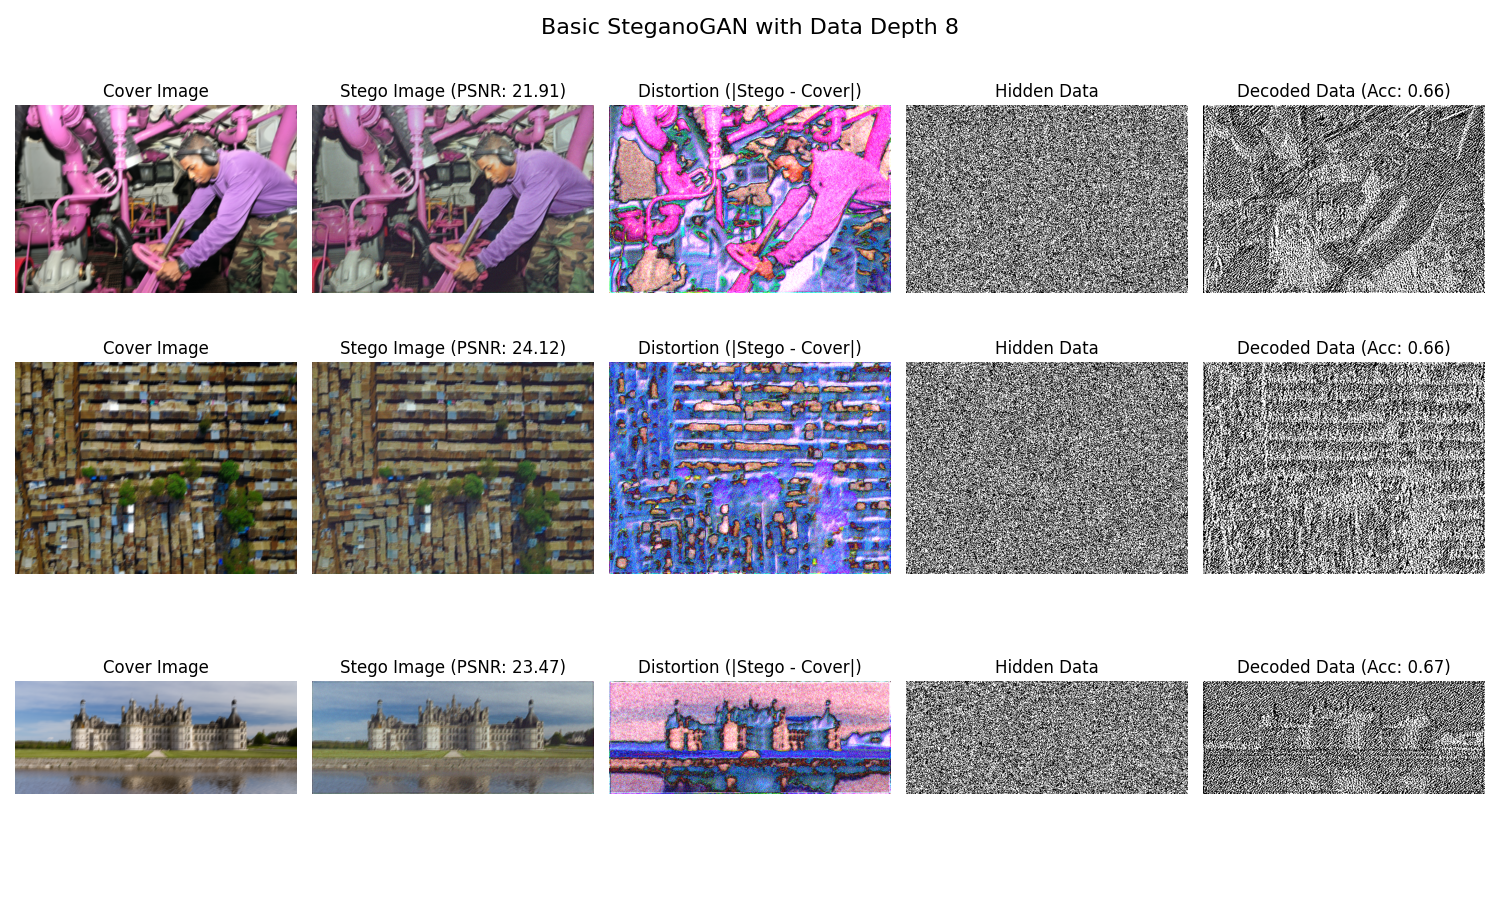 Basic SteganoGAN with Data Depth 8
Cover Image
Stego Image (PSNR: 21.91)
Distortion (|Stego - Cover|)
Hidden Data
Decoded Data (Acc: 0.66)
Cover Image
Stego Image (PSNR: 24.12)
Distortion (|Stego - Cover|)
Hidden Data
Decoded Data (Acc: 0.66)
Cover Image
Stego Image (PSNR: 23.47)
Distortion (|Stego - Cover|)
Hidden Data
Decoded Data (Acc: 0.67)